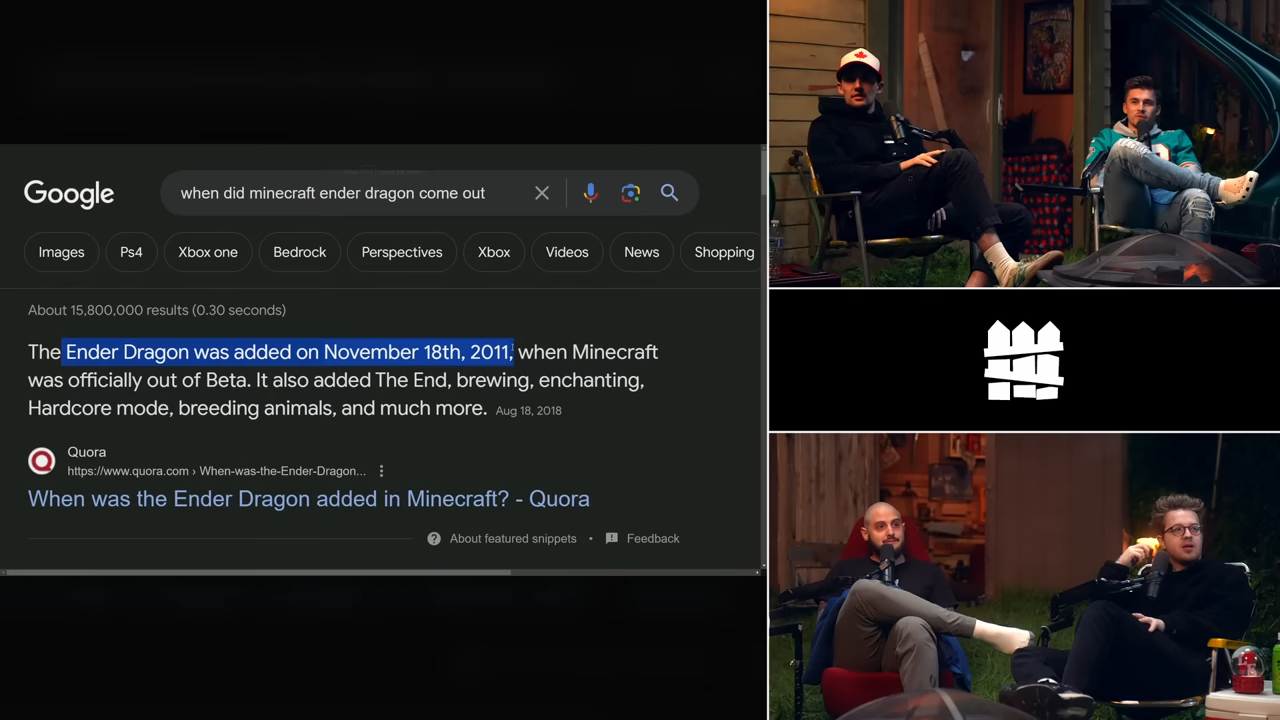 Google
when did minecraft ender dragon come out
Images
Ps4
Xbox one
Bedrock
Perspectives
Xbox
Videos
News
Shopping
About 15,800,000 results (0.30 seconds)
The Ender Dragon was added on November 18th, 2011, when Minecraft
was officially out of Beta. It also added The End, brewing, enchanting,
Hardcore mode, breeding animals, and much more. Aug 18, 2018
Quora
https://www.quora.com › When-was-the-Ender-Dragon...
When was the Ender Dragon added in Minecraft? - Quora
About featured snippets • Feedback